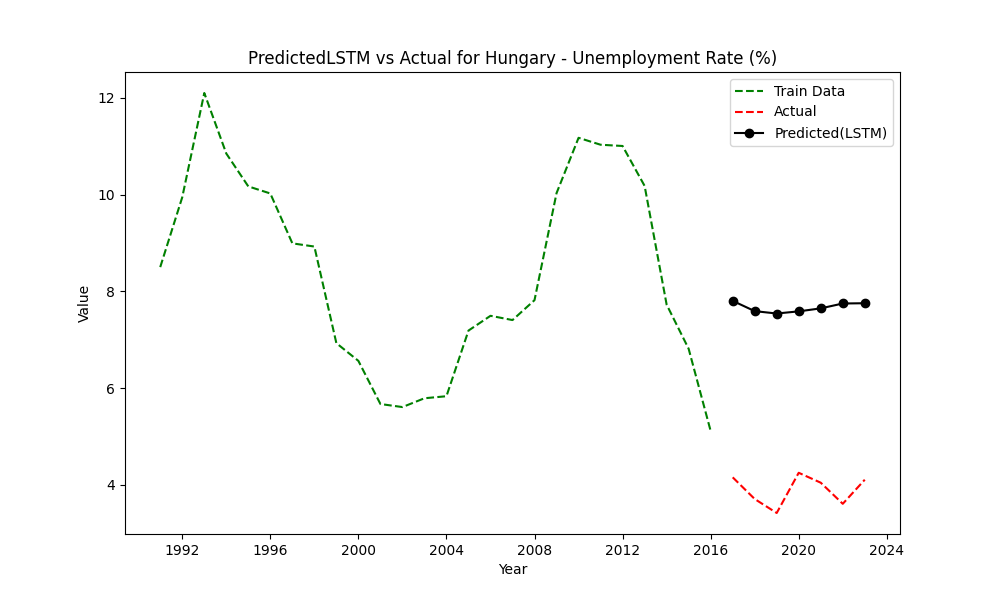 PredictedLSTM vs Actual for Hungary - Unemployment Rate (%)
Train Data
Actual
Predicted(LSTM)
Value
12
10
8
6
4
1992 1996 2000 2004 2008 2012 2016 2020 2024
Year